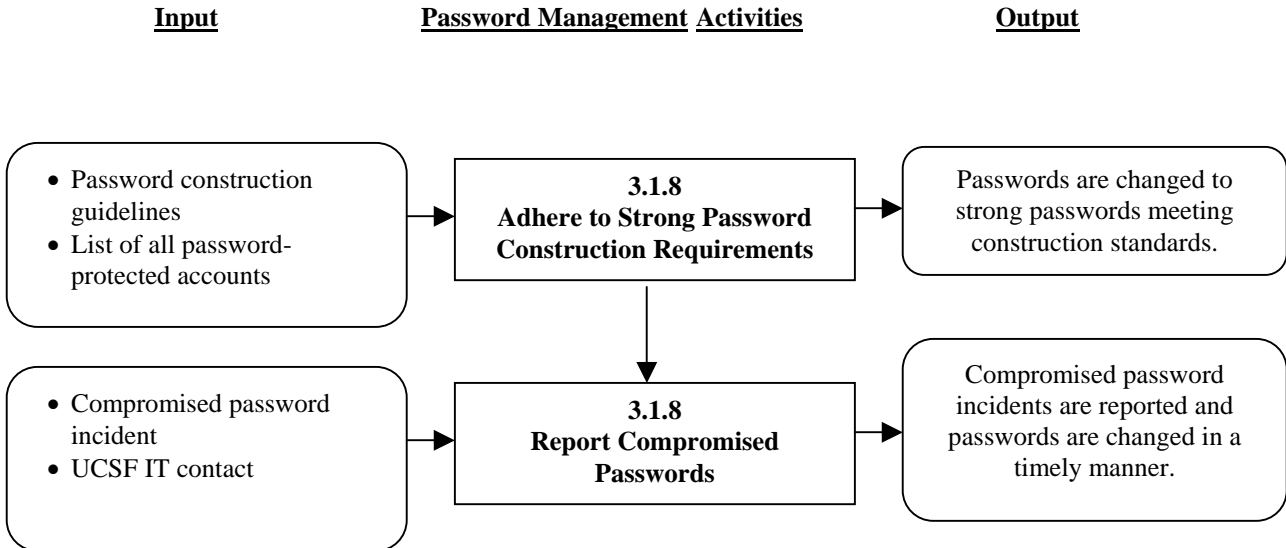 Input Password Management Activities Output
• Password construction
guidelines
• List of all password-
protected accounts
3.1.8
Adhere to Strong Password
Construction Requirements
Passwords are changed to
strong passwords meeting
construction standards.
• Compromised password
incident
• UCSF IT contact
3.1.8
Report Compromised
Passwords
Compromised password
incidents are reported and
passwords are changed in a
timely manner.